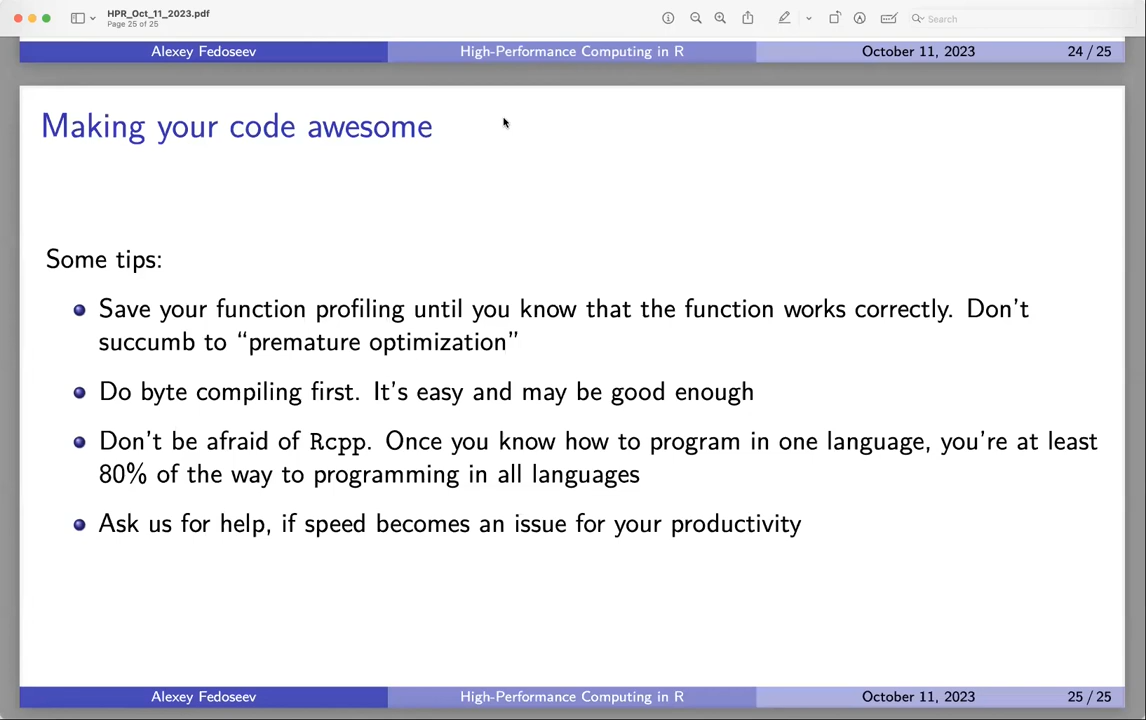 HPR_Oct_11_2023.pdf
Page 25 of 25
Search
Alexey Fedoseev High-Performance Computing in R October 11, 2023 24 / 25
Making your code awesome
Some tips:
Save your function profiling until you know that the function works correctly. Don't
succumb to “premature optimization”
Do byte compiling first. It's easy and may be good enough
Don't be afraid of Rcpp. Once you know how to program in one language, you're at least
80% of the way to programming in all languages
Ask us for help, if speed becomes an issue for your productivity
Alexey Fedoseev High-Performance Computing in R October 11, 2023 25 / 25